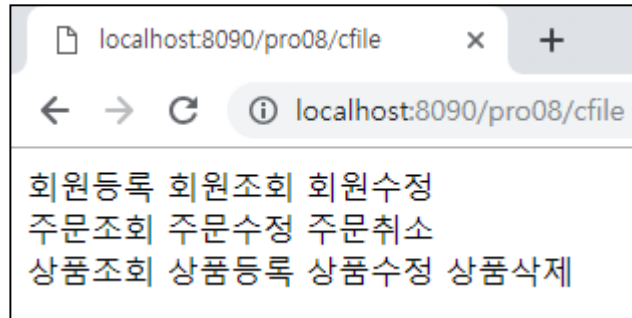 localhost:8090/pro08/cfile
localhost:8090/pro08/cfile
회원등록 회원조회 회원수정
주문조회 주문수정 주문취소
상품조회 상품등록 상품수정 상품삭제